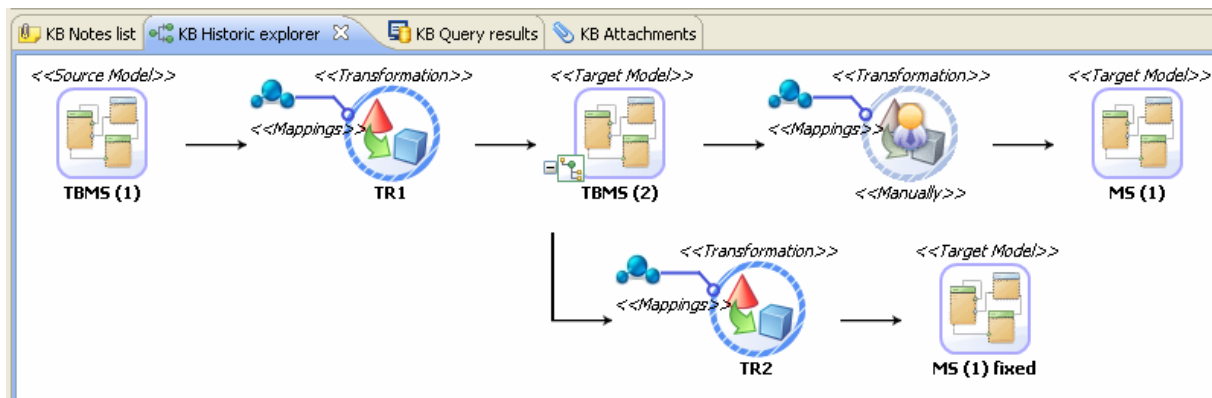 KB Notes list KB Historic explorer KB Query results KB Attachments
<<Source Model>> <<Transformation>> <<Target Model>> <<Transformation>> <<Target Model>>
<<Mappings>> <<Mappings>>
TBMS (1) TR1 TBMS (2) <<Manually>> MS (1)
<<Transformation>> <<Target Model>>
<<Mappings>>
TR2 MS (1) fixed